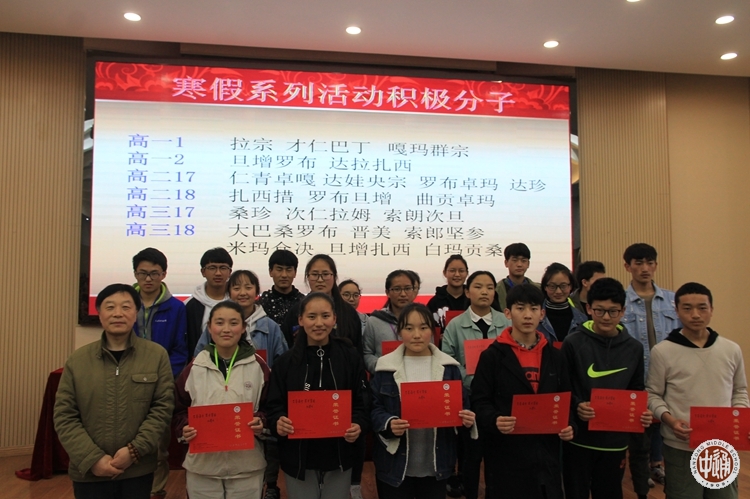 寒假系列活动积极分子
高一1 拉宗 才仁巴丁 嘎玛群宗
高一2 旦增罗布 达拉扎西
高二17 仁青卓嘎 达娃央宗 罗布卓玛 达珍
高二18 扎西措 罗布旦增 曲贡卓玛
高三17 桑珍 次仁拉姆 索朗次旦
高三18 大巴桑罗布 晋美 索郎坚参
米玛仓决 旦增扎西 白玛贡桑
NANTONG MIDDLE SCHOOL